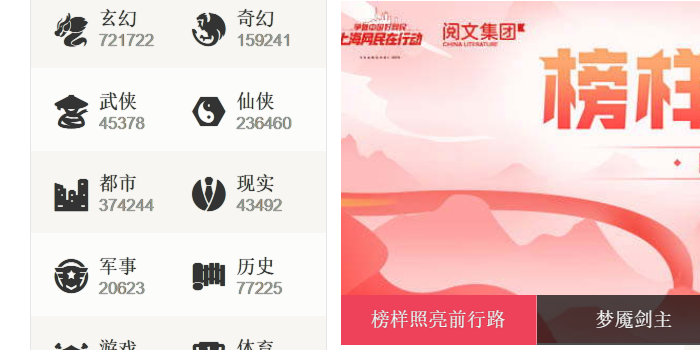 玄幻
721722
奇幻
159241
武侠
45378
仙侠
236460
都市
374244
现实
43492
军事
20623
历史
77225
游戏
体育
争做中国好网民
上海网民在行动
阅文集团
CHINA LITERATURE
榜样
榜样照亮前行路
梦魇剑主